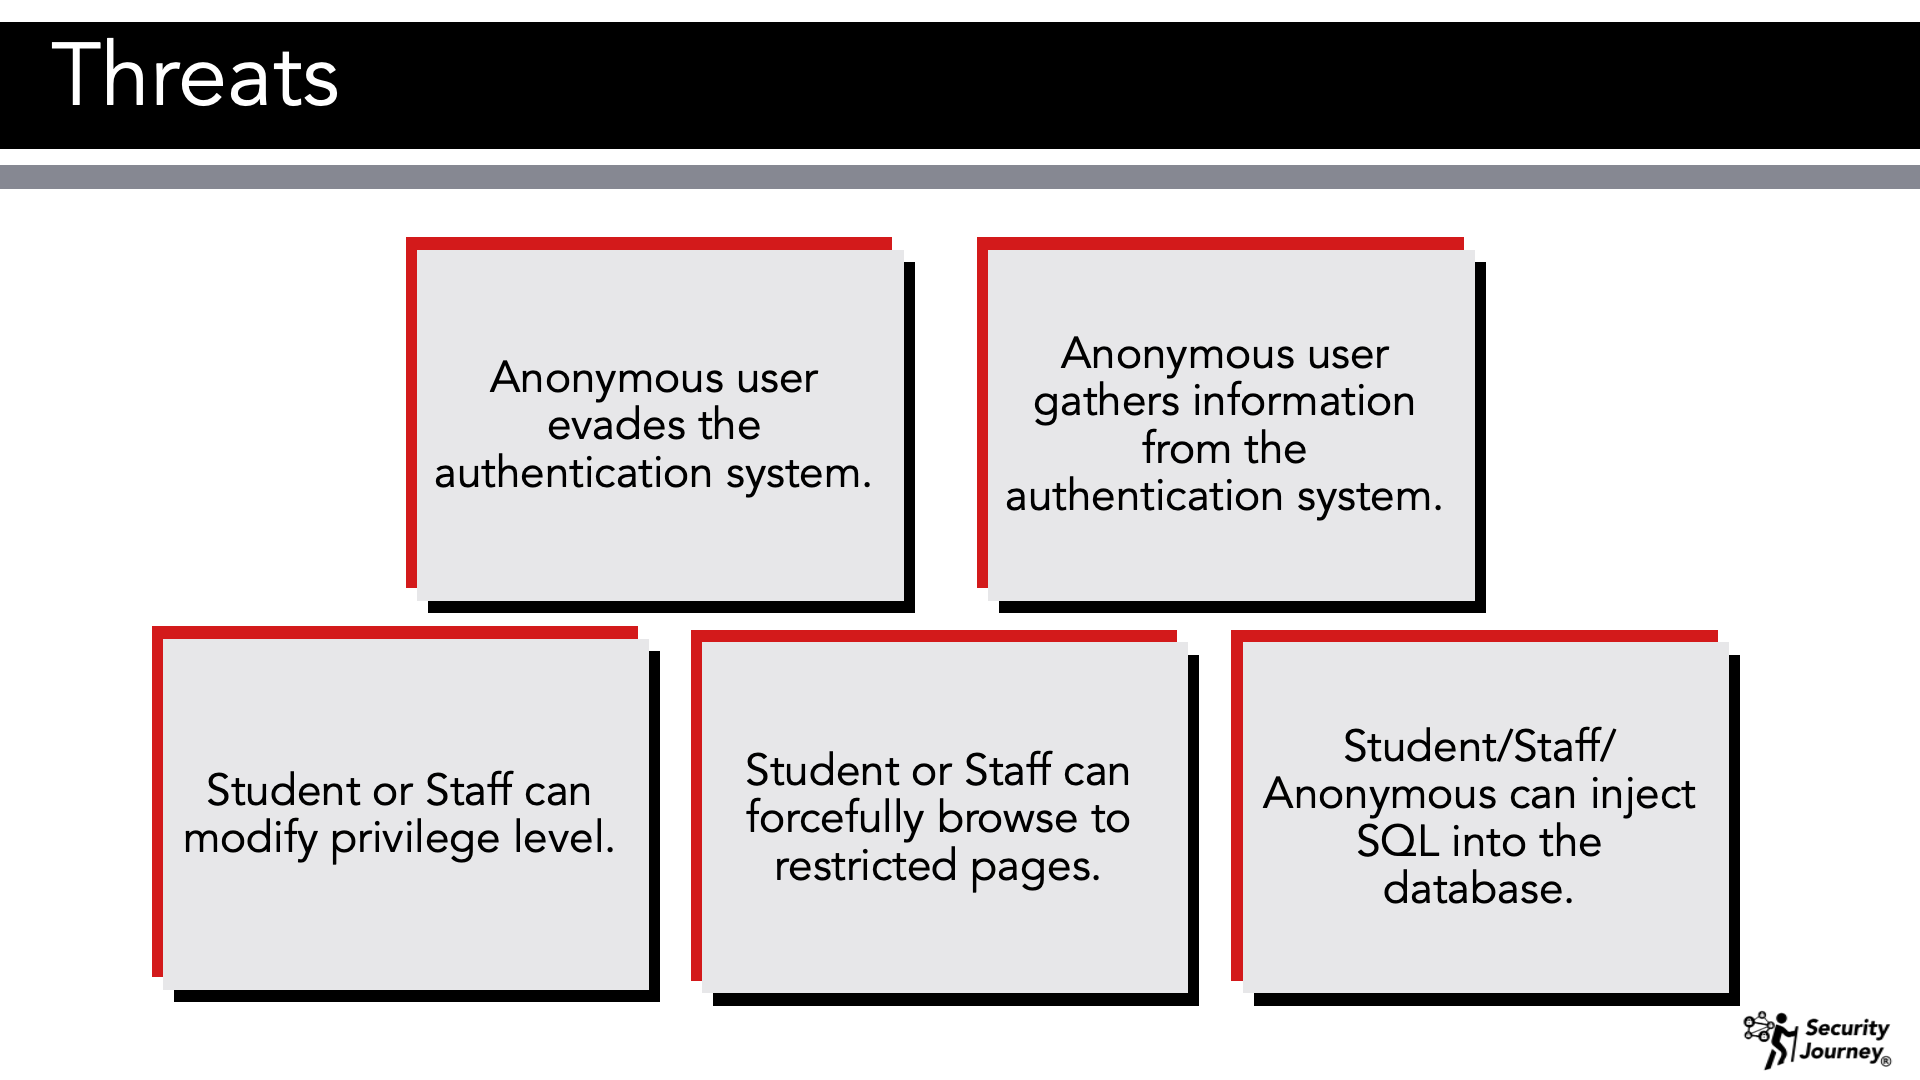 Threats
Anonymous user
evades the
authentication system.
Anonymous user
gathers information
from the
authentication system.
Student or Staff can
modify privilege level.
Student or Staff can
forcefully browse to
restricted pages.
Student/Staff/
Anonymous can inject
SQL into the
database.
Security
Journey®